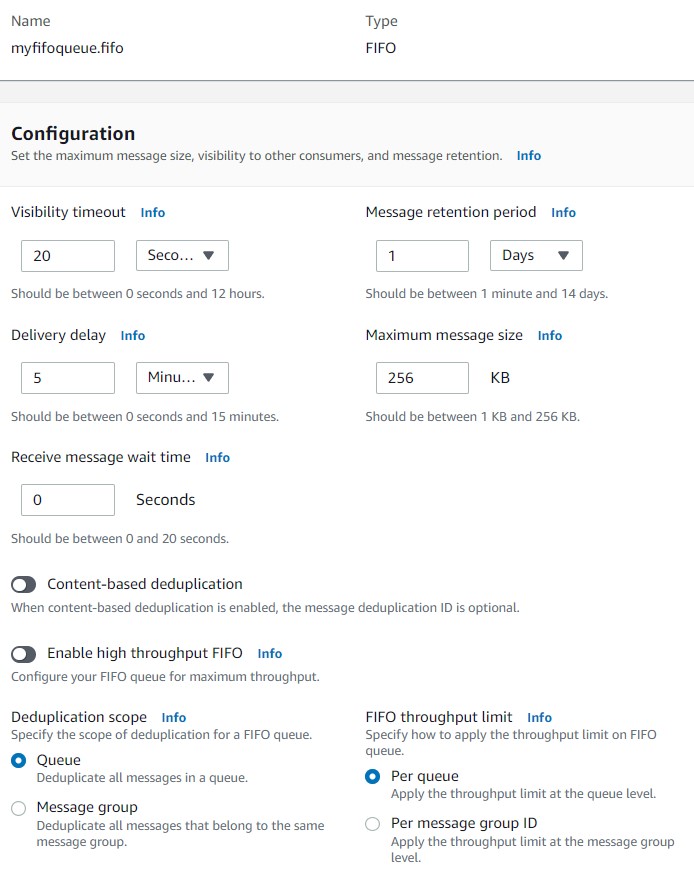 Name
Type
myfifoqueue.fifo
FIFO
Configuration
Set the maximum message size, visibility to other consumers, and message retention. Info
Visibility timeout Info
Message retention period Info
20
Seco...
1
Days
Should be between 0 seconds and 12 hours.
Should be between 1 minute and 14 days.
Delivery delay Info
Maximum message size Info
5
Minu...
256
KB
Should be between 0 seconds and 15 minutes.
Should be between 1 KB and 256 KB.
Receive message wait time Info
0
Seconds
Should be between 0 and 20 seconds.
Content-based deduplication
When content-based deduplication is enabled, the message deduplication ID is optional.
Enable high throughput FIFO Info
Configure your FIFO queue for maximum throughput.
Deduplication scope Info
Specify the scope of deduplication for a FIFO queue.
Queue
Deduplicate all messages in a queue.
Message group
Deduplicate all messages that belong to the same
message group.
FIFO throughput limit Info
Specify how to apply the throughput limit on FIFO
queue.
Per queue
Apply the throughput limit at the queue level.
Per message group ID
Apply the throughput limit at the message group
level.